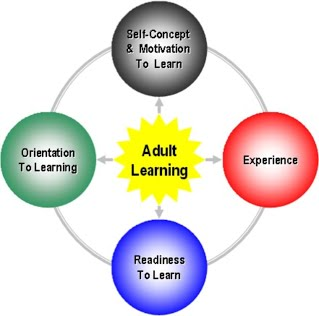 Self-Concept
& Motivation
To Learn
Orientation
To Learning
Adult
Learning
Experience
Readiness
To Learn